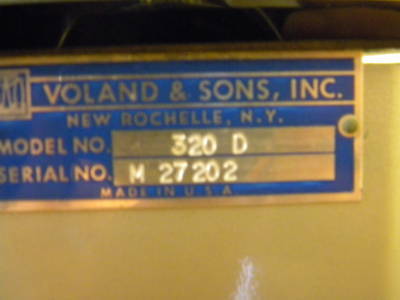 VOLAND & SONS, INC.
NEW ROCHELLE, N.Y.
MODEL NO. 320 D
SERIAL NO. M 27202
MADE IN U.S.A